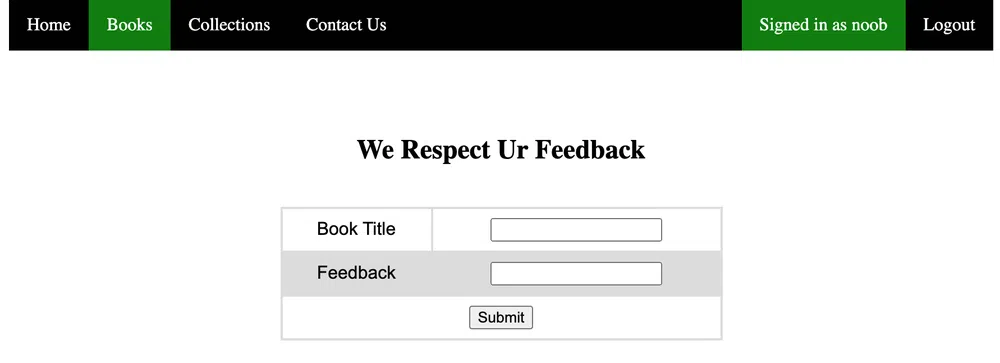 Home Books Collections Contact Us Signed in as noob Logout
We Respect Ur Feedback
Book Title
Feedback
Submit